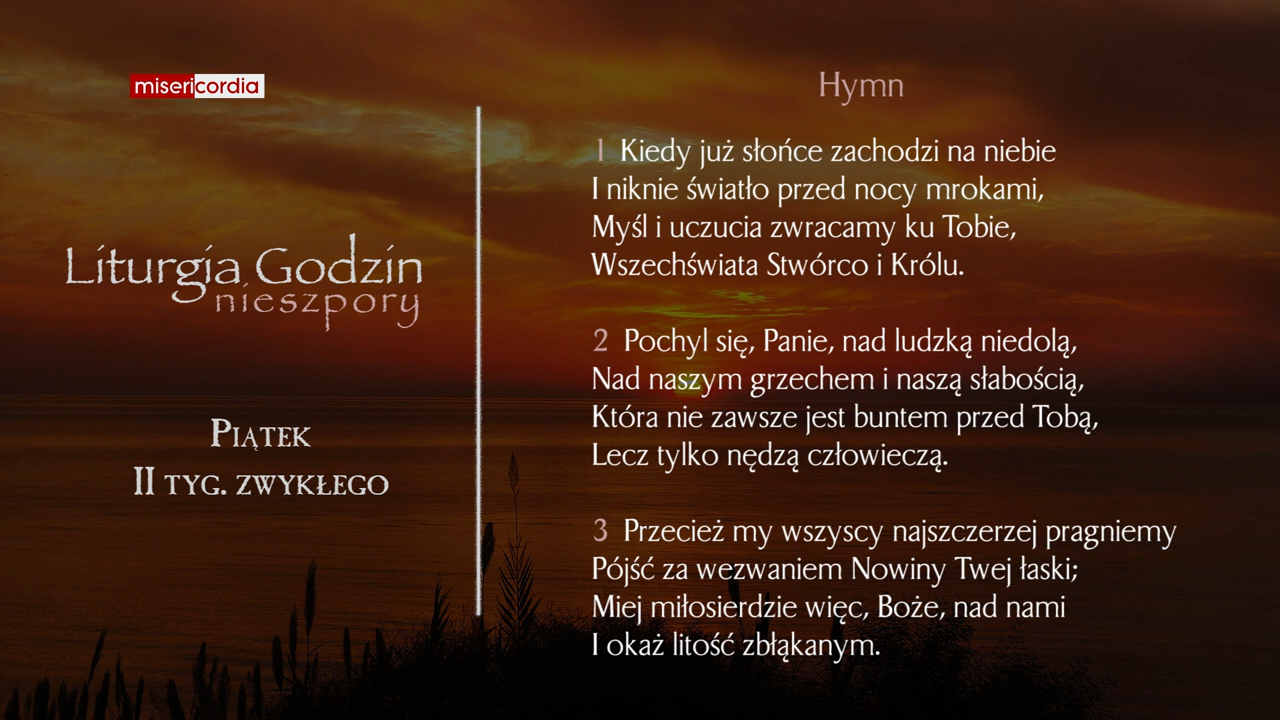 misericordia
Liturgia Godzin
nieszpory
Piątek
II tyg. zwykłego
Hymn
1 Kiedy już słońce zachodzi na niebie
I niknie światło przed nocy mrokami,
Myśl i uczucia zwracamy ku Tobie,
Wszechświata Stwórco i Królu.
2 Pochyl się, Panie, nad ludzką niedolą,
Nad naszym grzechem i naszą słabością,
Która nie zawsze jest buntem przed Tobą,
Lecz tylko nędzą człowieczą.
3 Przecież my wszyscy najszczerzej pragniemy
Pójść za wezwaniem Nowiny Twej łaski;
Miej miłosierdzie więc, Boże, nad nami
I okaż litość zbłąkanym.